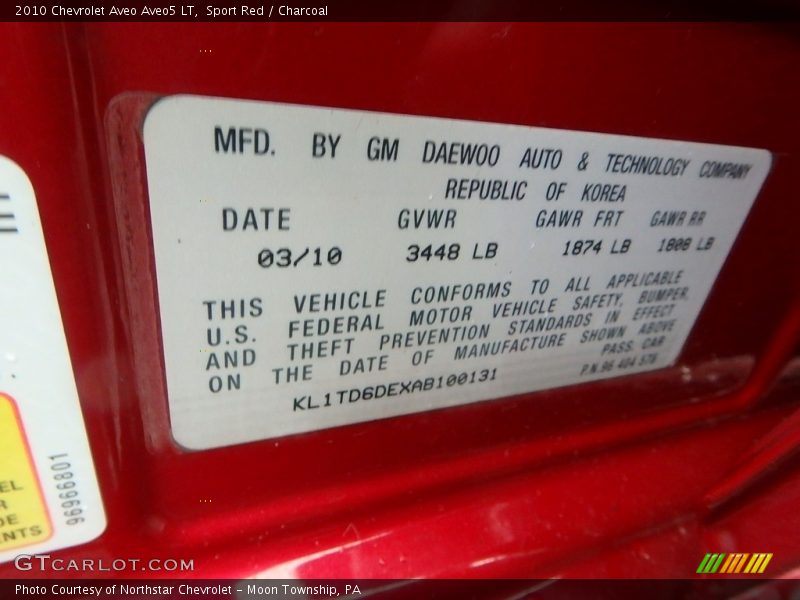 2010 Chevrolet Aveo Aveo5 LT, Sport Red / Charcoal
MFD. BY GM DAEWOO AUTO & TECHNOLOGY COMPANY
REPUBLIC OF KOREA
DATE GVWR GAWR FRT GAWR RR
03/10 3448 LB 1874 LB 1808 LB
THIS VEHICLE CONFORMS TO ALL APPLICABLE
U.S. FEDERAL MOTOR VEHICLE SAFETY, BUMPER,
AND THEFT PREVENTION STANDARDS IN EFFECT
ON THE DATE OF MANUFACTURE SHOWN ABOVE
PASS. CAR
KL1TD6DEXAB100131
P.N.96 404 576
96966801
GTCARLOT.COM
Photo Courtesy of Northstar Chevrolet - Moon Township, PA